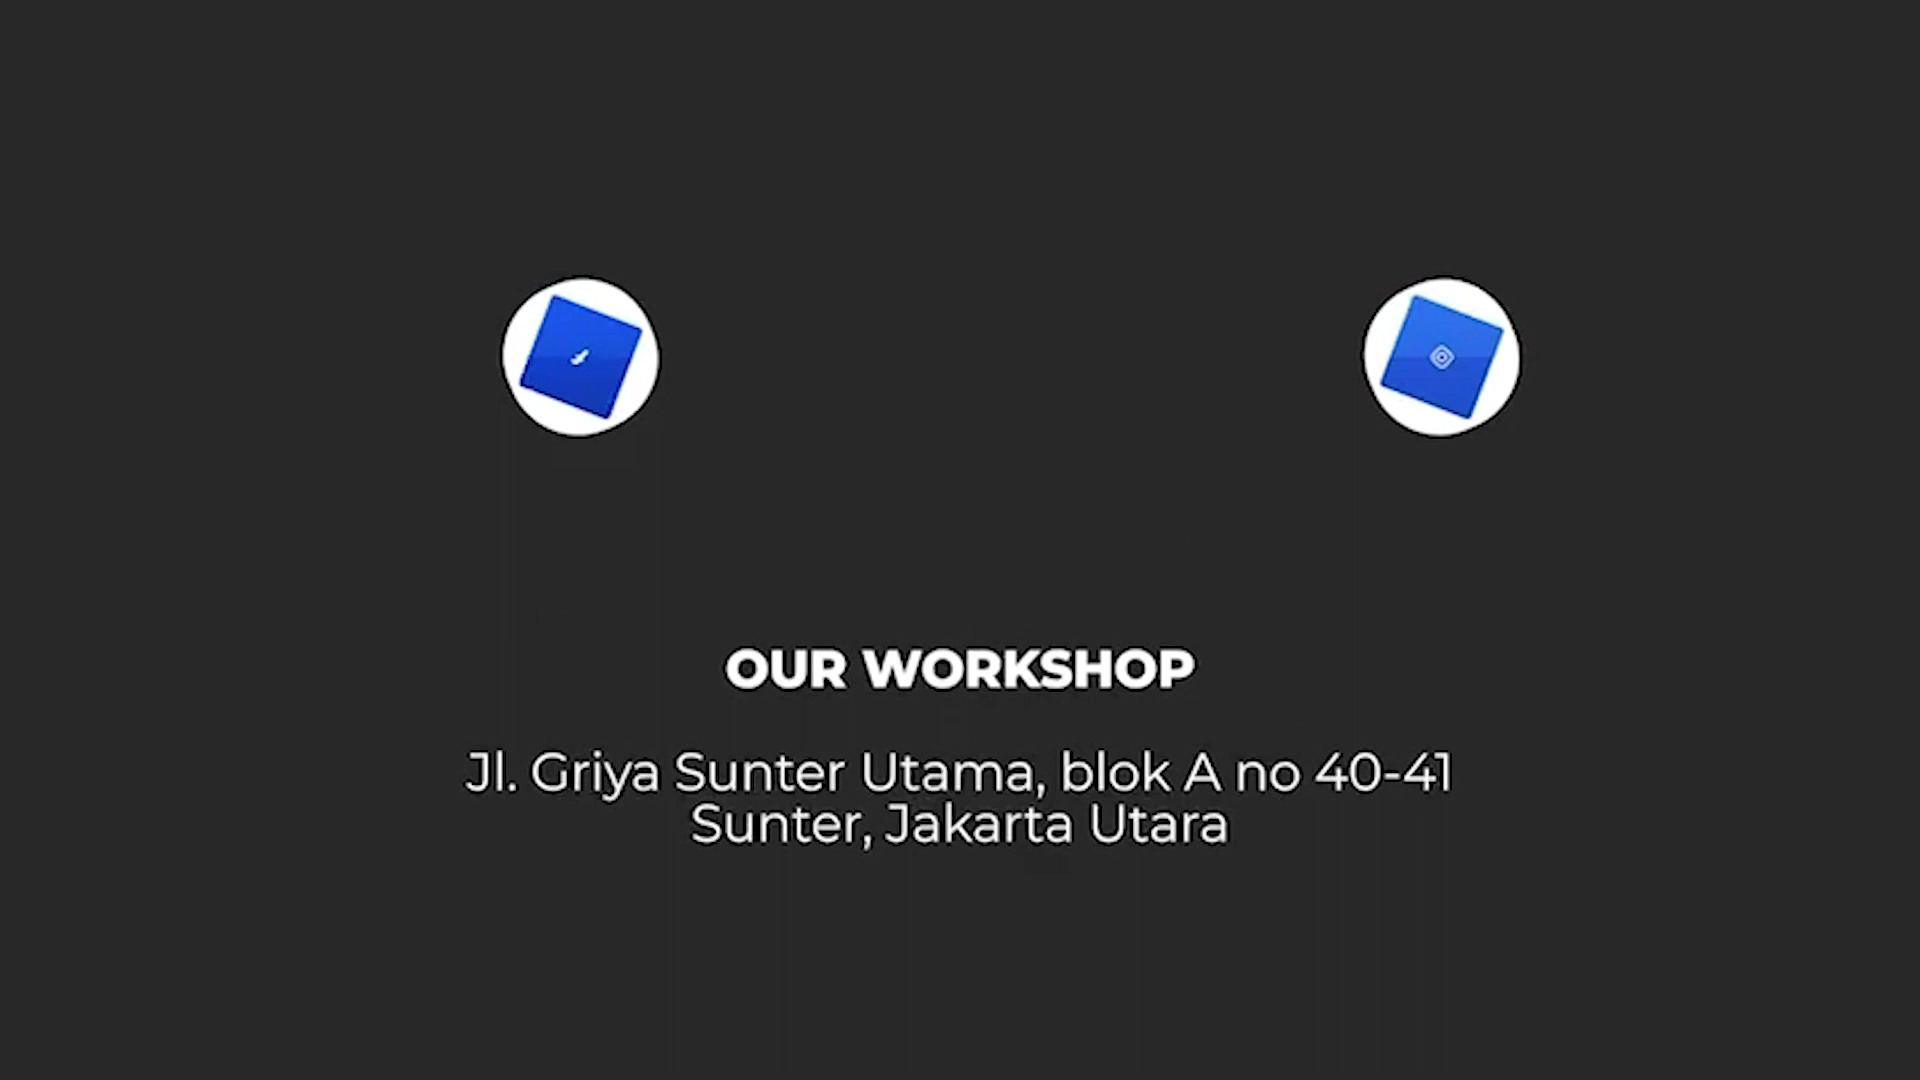 OUR WORKSHOP
Jl. Griya Sunter Utama, blok A no 40-41
Sunter, Jakarta Utara